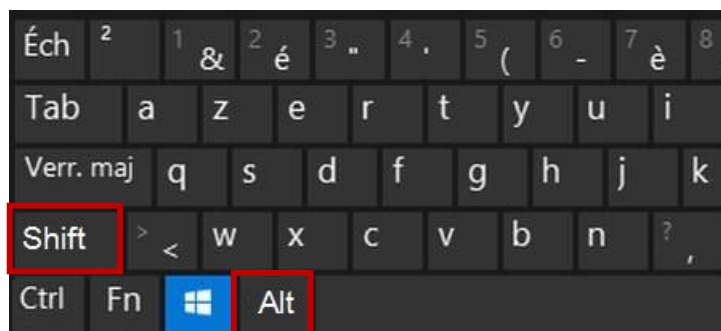 Éch ² 1 & 2 é 3 " 4 ' 5 ( 6 - 7 è 8
Tab a z e r t y u i
Verr. maj q s d f g h j k
Shift > < w x c v b n ? ,
Ctrl Fn Alt